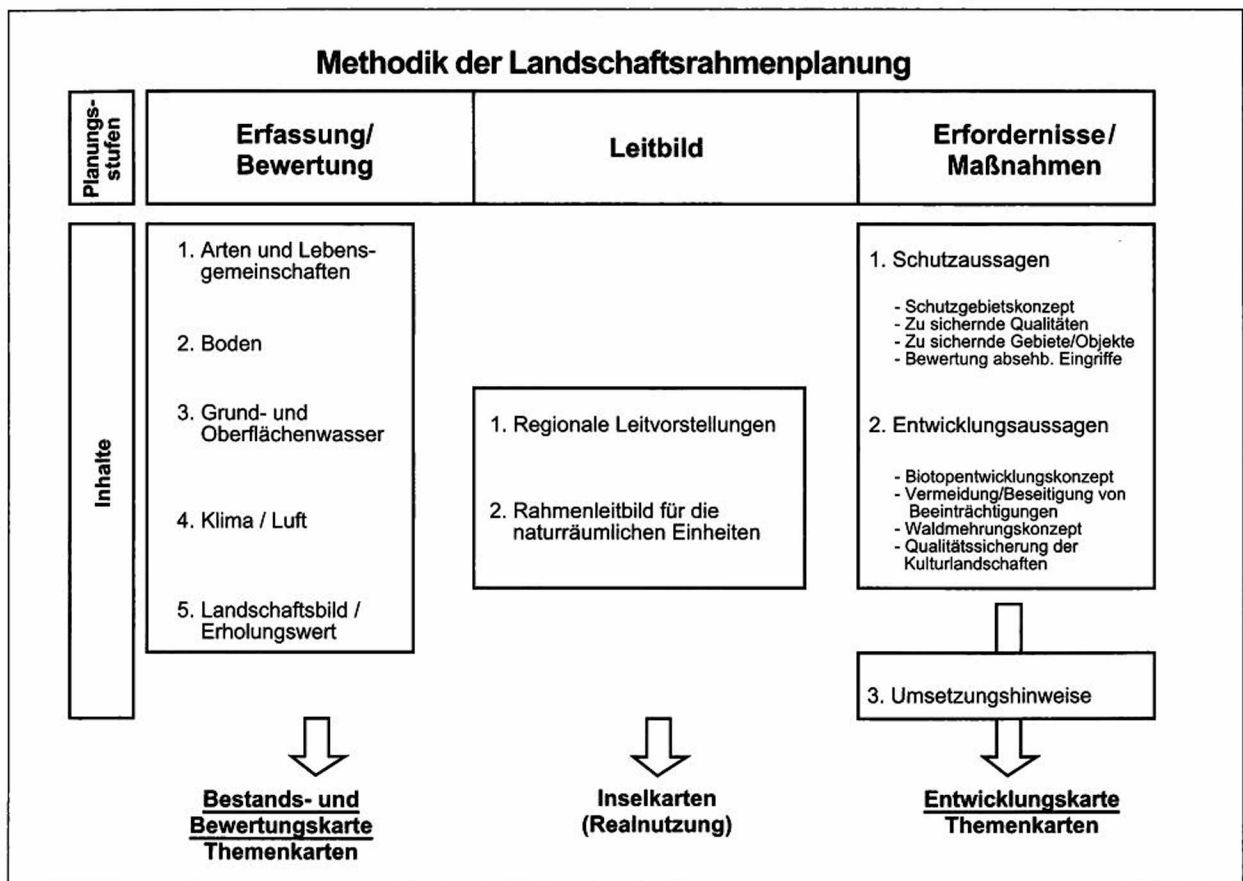 Methodik der Landschaftsrahmenplanung
Planungs-
stufen
Erfassung/
Bewertung
Leitbild
Erfordernisse/
Maßnahmen
Inhalte
1. Arten und Lebens-
gemeinschaften
2. Boden
3. Grund- und
Oberflächenwasser
4. Klima / Luft
5. Landschaftsbild /
Erholungswert
1. Regionale Leitvorstellungen
2. Rahmenleitbild für die
naturräumlichen Einheiten
1. Schutzaussagen
- Schutzgebietskonzept
- Zu sichernde Qualitäten
- Zu sichernde Gebiete/Objekte
- Bewertung absehb. Eingriffe
2. Entwicklungsaussagen
- Biotopentwicklungskonzept
- Vermeidung/Beseitigung von
Beeinträchtigungen
- Waldmehrungskonzept
- Qualitätssicherung der
Kulturlandschaften
3. Umsetzungshinweise
Bestands- und
Bewertungskarte
Themenkarten
Inselkarten
(Realnutzung)
Entwicklungskarte
Themenkarten